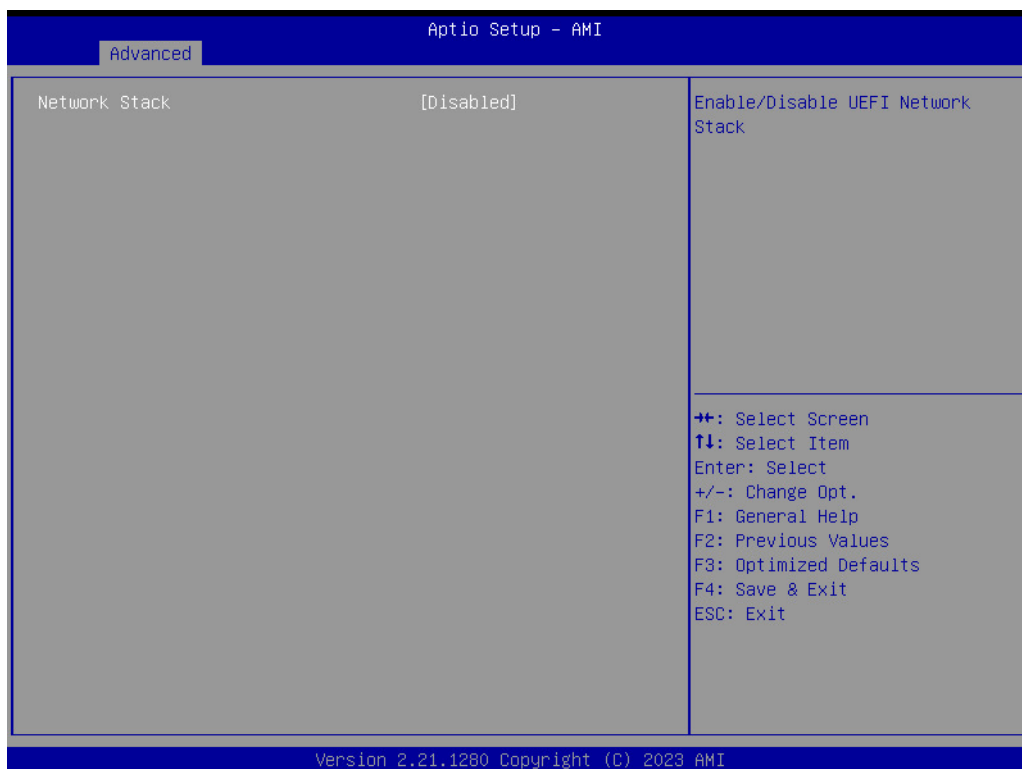 Aptio Setup – AMI
Advanced
Network Stack [Disabled]
Enable/Disable UEFI Network
Stack
→←: Select Screen
↑↓: Select Item
Enter: Select
+/-: Change Opt.
F1: General Help
F2: Previous Values
F3: Optimized Defaults
F4: Save & Exit
ESC: Exit
Version 2.21.1280 Copyright (C) 2023 AMI